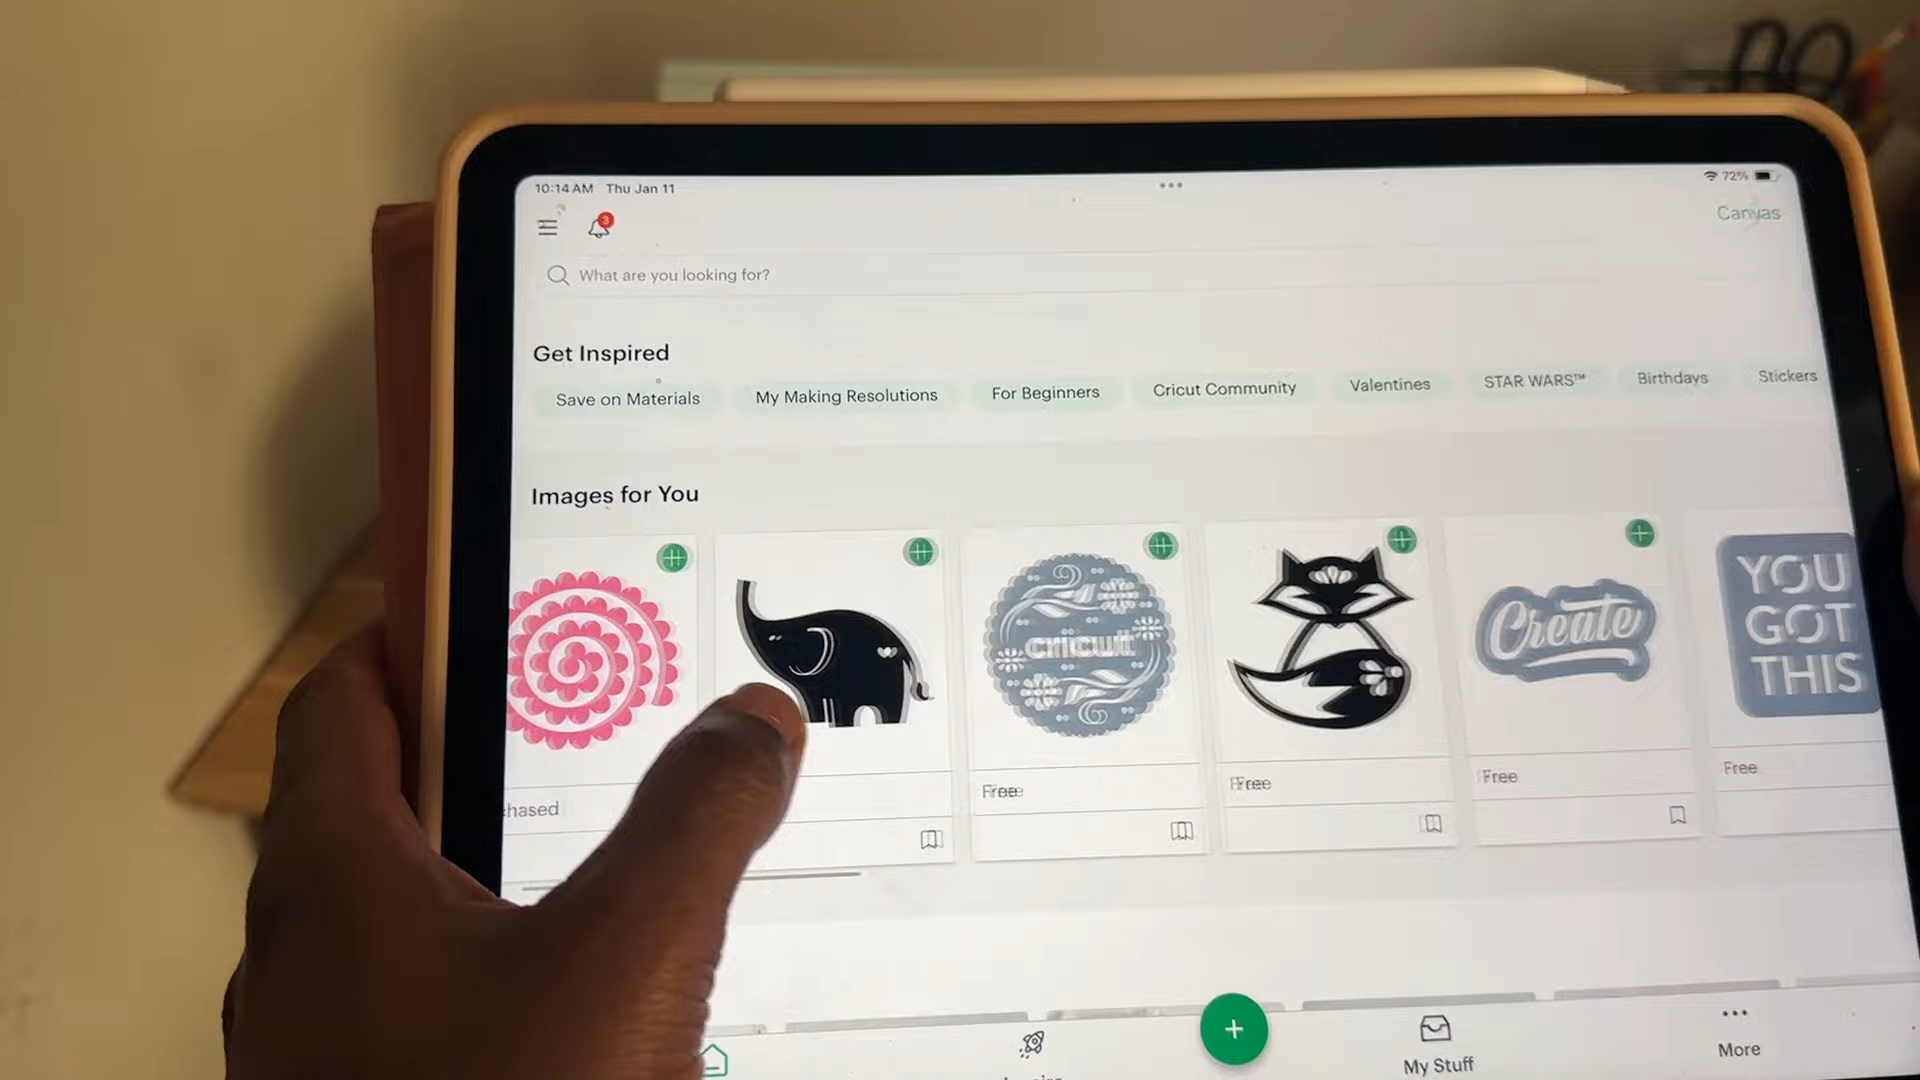 10:14 AM Thu Jan 11
72%
3
Canvas
What are you looking for?
Get Inspired
Save on Materials
My Making Resolutions
For Beginners
Cricut Community
Valentines
STAR WARS™
Birthdays
Stickers
Images for You
cricut
Create
YOU
GOT
THIS
chased
Free
Free
Free
Free
My Stuff
More